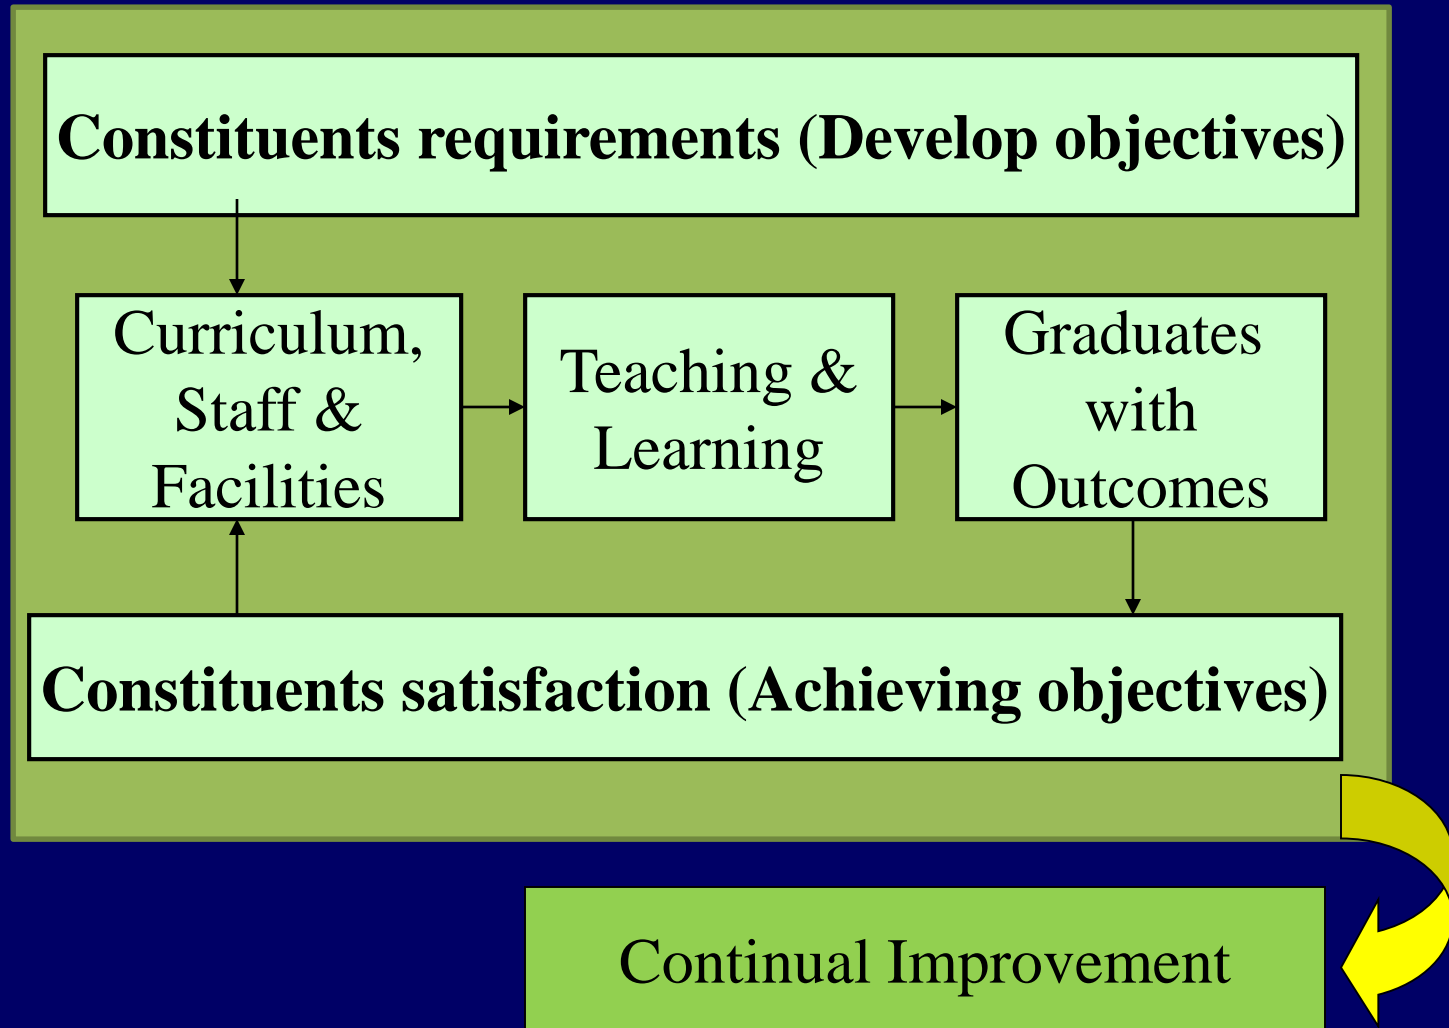 Constituents requirements (Develop objectives)
Curriculum,
Staff &
Facilities
Teaching &
Learning
Graduates
with
Outcomes
Constituents satisfaction (Achieving objectives)
Continual Improvement